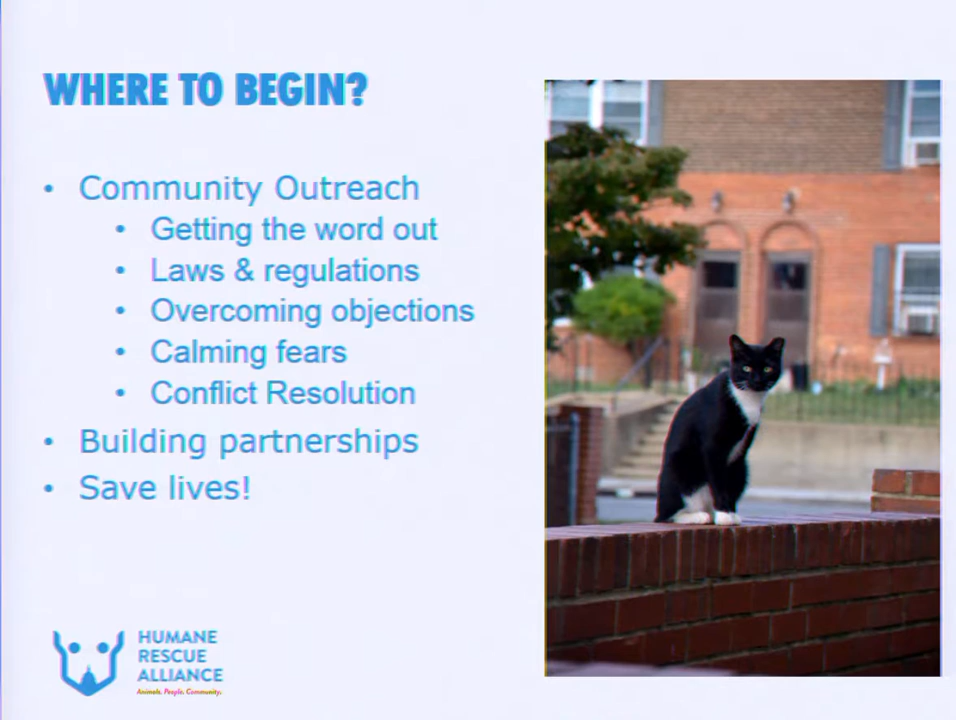 WHERE TO BEGIN?
• Community Outreach
• Getting the word out
• Laws & regulations
• Overcoming objections
• Calming fears
• Conflict Resolution
• Building partnerships
• Save lives!
HUMANE
RESCUE
ALLIANCE
Animals. People. Community.